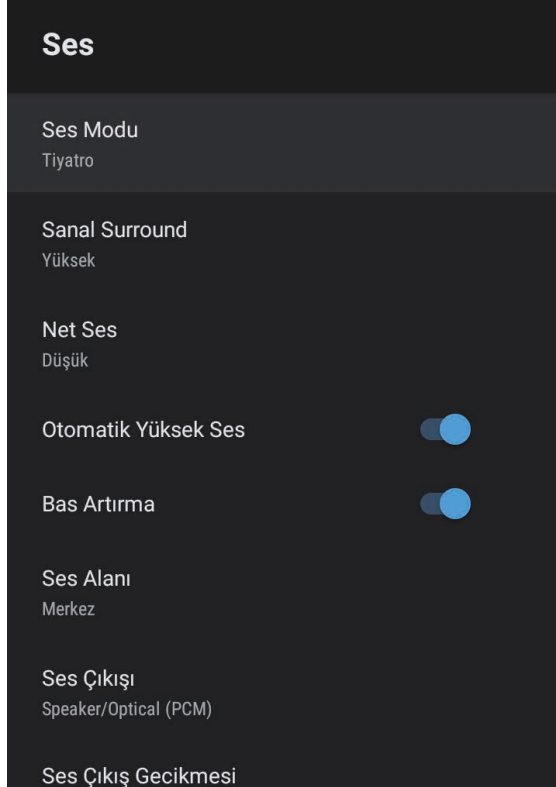 Ses
Ses Modu
Tiyatro
Sanal Surround
Yüksek
Net Ses
Düşük
Otomatik Yüksek Ses
Bas Artırma
Ses Alanı
Merkez
Ses Çıkışı
Speaker/Optical (PCM)
Ses Çıkış Gecikmesi